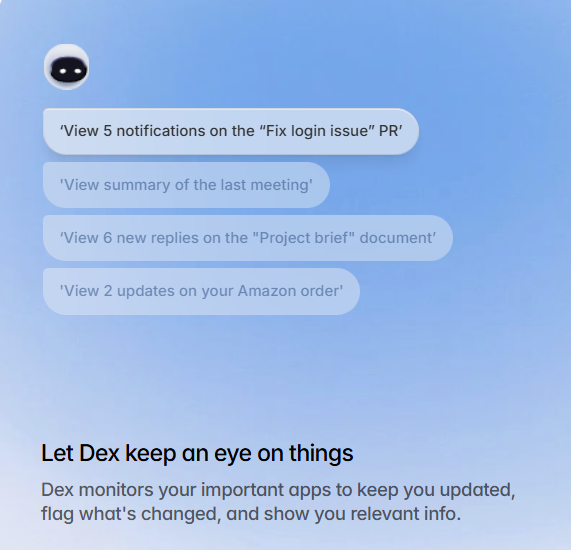 ‘View 5 notifications on the “Fix login issue” PR’
'View summary of the last meeting'
‘View 6 new replies on the "Project brief" document’
'View 2 updates on your Amazon order'
Let Dex keep an eye on things
Dex monitors your important apps to keep you updated,
flag what's changed, and show you relevant info.